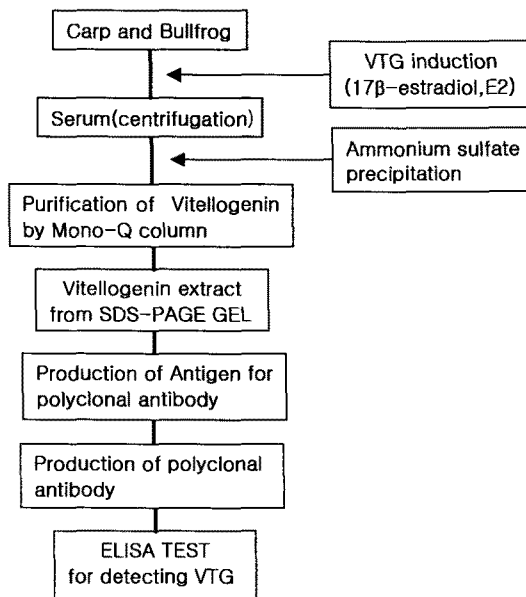 Carp and Bullfrog
VTG induction
(17β-estradiol,E2)
Serum(centrifugation)
Ammonium sulfate
precipitation
Purification of Vitellogenin
by Mono-Q column
Vitellogenin extract
from SDS-PAGE GEL
Production of Antigen for
polyclonal antibody
Production of polyclonal
antibody
ELISA TEST
for detecting VTG